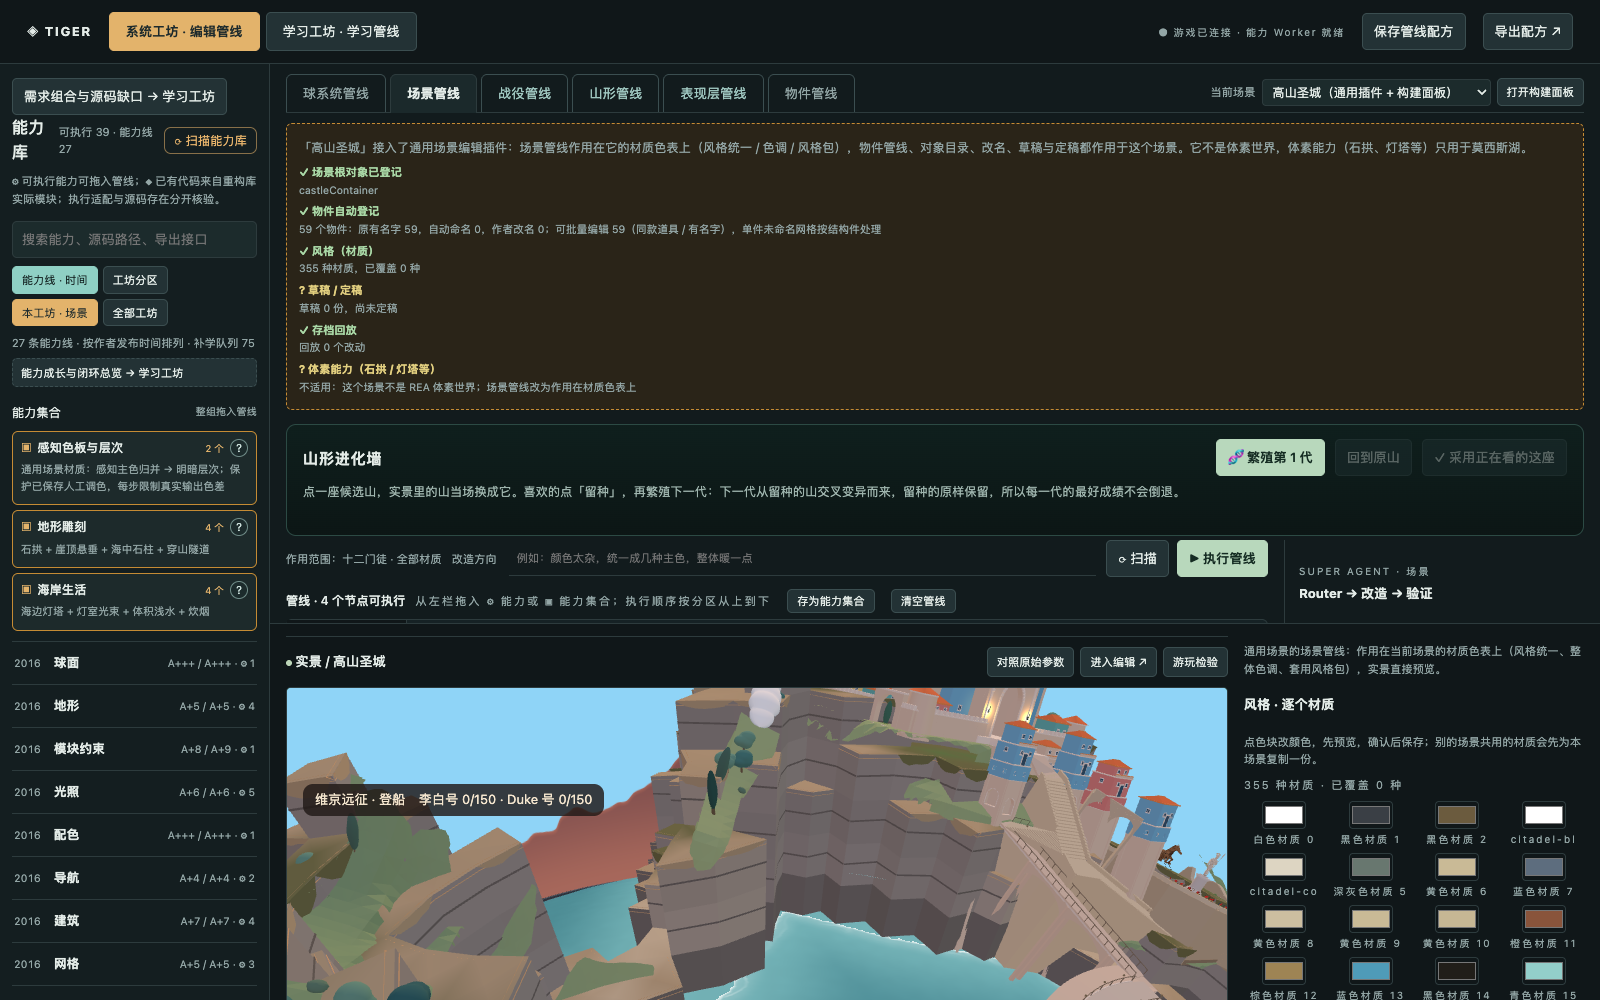 ◈ TIGER
系统工坊 · 编辑管线
学习工坊 · 学习管线
游戏已连接 · 能力 Worker 就绪
保存管线配方
导出配方 ↗
需求组合与源码缺口 → 学习工坊
能力库
可执行 39 · 能力线 27
⟳ 扫描能力库
⚙ 可执行能力可拖入管线；◆ 已有代码来自重构库
实际模块；执行适配与源码存在分开核验。
搜索能力、源码路径、导出接口
能力线 · 时间
工坊分区
本工坊 · 场景
全部工坊
27 条能力线 · 按作者发布时间排列 · 补学队列 75
能力成长与闭环总览 → 学习工坊
能力集合
整组拖入管线
▣ 感知色板与层次
2 个 ?
通用场景材质：感知主色归并 → 明暗层次；保
护已保存人工调色，每步限制真实输出色差
▣ 地形雕刻
4 个 ?
石拱 + 崖顶悬垂 + 海中石柱 + 穿山隧道
▣ 海岸生活
4 个 ?
海边灯塔 + 灯室光束 + 体积浅水 + 炊烟
2016 球面 A+++ / A+++ · ⚙ 1
2016 地形 A+5 / A+5 · ⚙ 4
2016 模块约束 A+8 / A+9 · ⚙ 1
2016 光照 A+6 / A+6 · ⚙ 5
2016 配色 A+++ / A+++ · ⚙ 1
2016 导航 A+4 / A+4 · ⚙ 2
2016 建筑 A+7 / A+7 · ⚙ 4
2016 网格 A+5 / A+5 · ⚙ 3
球系统管线
场景管线
战役管线
山形管线
表现层管线
物件管线
当前场景
高山圣城（通用插件 + 构建面板）
打开构建面板
「高山圣城」接入了通用场景编辑插件：场景管线作用在它的材质色表上（风格统一 / 色调 / 风格包），物件管线、对象目录、改名、草稿与定稿都作用于这个场景。它不是体素世界，体素能力（石拱、灯塔等）只用于莫西斯湖。
✓ 场景根对象已登记
castleContainer
✓ 物件自动登记
59 个物件：原有名字 59，自动命名 0，作者改名 0；可批量编辑 59（同款道具 / 有名字），单件未命名网格按结构件处理
✓ 风格（材质）
355 种材质，已覆盖 0 种
? 草稿 / 定稿
草稿 0 份，尚未定稿
✓ 存档回放
回放 0 个改动
? 体素能力（石拱 / 灯塔等）
不适用：这个场景不是 REA 体素世界；场景管线改为作用在材质色表上
山形进化墙
🧬 繁殖第 1 代
回到原山
✓ 采用正在看的这座
点一座候选山，实景里的山当场换成它。喜欢的点「留种」，再繁殖下一代：下一代从留种的山交叉变异而来，留种的原样保留，所以每一代的最好成绩不会倒退。
作用范围：十二门徒 · 全部材质
改造方向
例如：颜色太杂，统一成几种主色，整体暖一点
⟳ 扫描
▶ 执行管线
管线 · 4 个节点可执行
从左栏拖入 ⚙ 能力或 ▣ 能力集合；执行顺序按分区从上到下
存为能力集合
清空管线
SUPER AGENT · 场景
Router → 改造 → 验证
实景 / 高山圣城
对照原始参数
进入编辑 ↗
游玩检验
维京远征 · 登船 李白号 0/150 · Duke 号 0/150
通用场景的场景管线：作用在当前场景的材质色表上（风格统一、整
体色调、套用风格包），实景直接预览。
风格 · 逐个材质
点色块改颜色，先预览，确认后保存；别的场景共用的材质会先为本
场景复制一份。
355 种材质 · 已覆盖 0 种
白色材质 0
黑色材质 1
黑色材质 2
citadel-bl
citadel-co
深灰色材质 5
黄色材质 6
蓝色材质 7
黄色材质 8
黄色材质 9
黄色材质 10
橙色材质 11
棕色材质 12
蓝色材质 13
黑色材质 14
青色材质 15